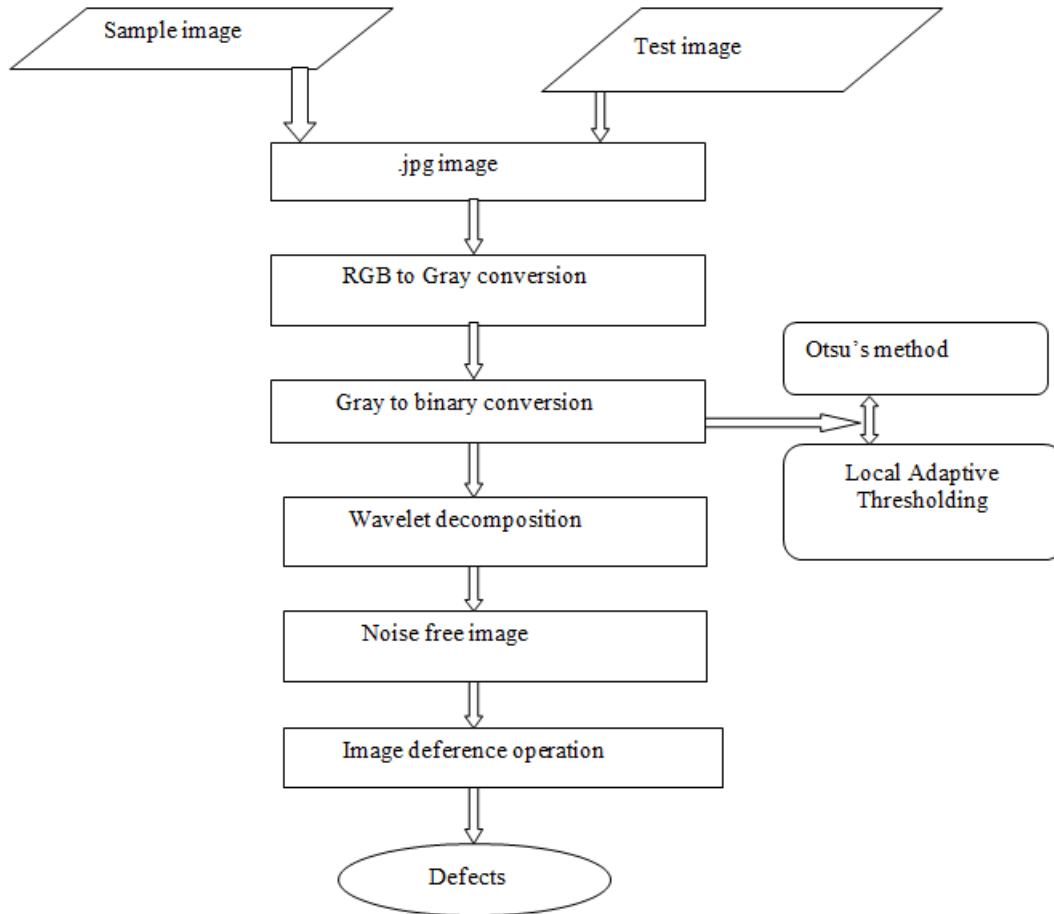 Sample image
Test image
.jpg image
RGB to Gray conversion
Otsu’s method
Gray to binary conversion
Local Adaptive
Thresholding
Wavelet decomposition
Noise free image
Image deference operation
Defects